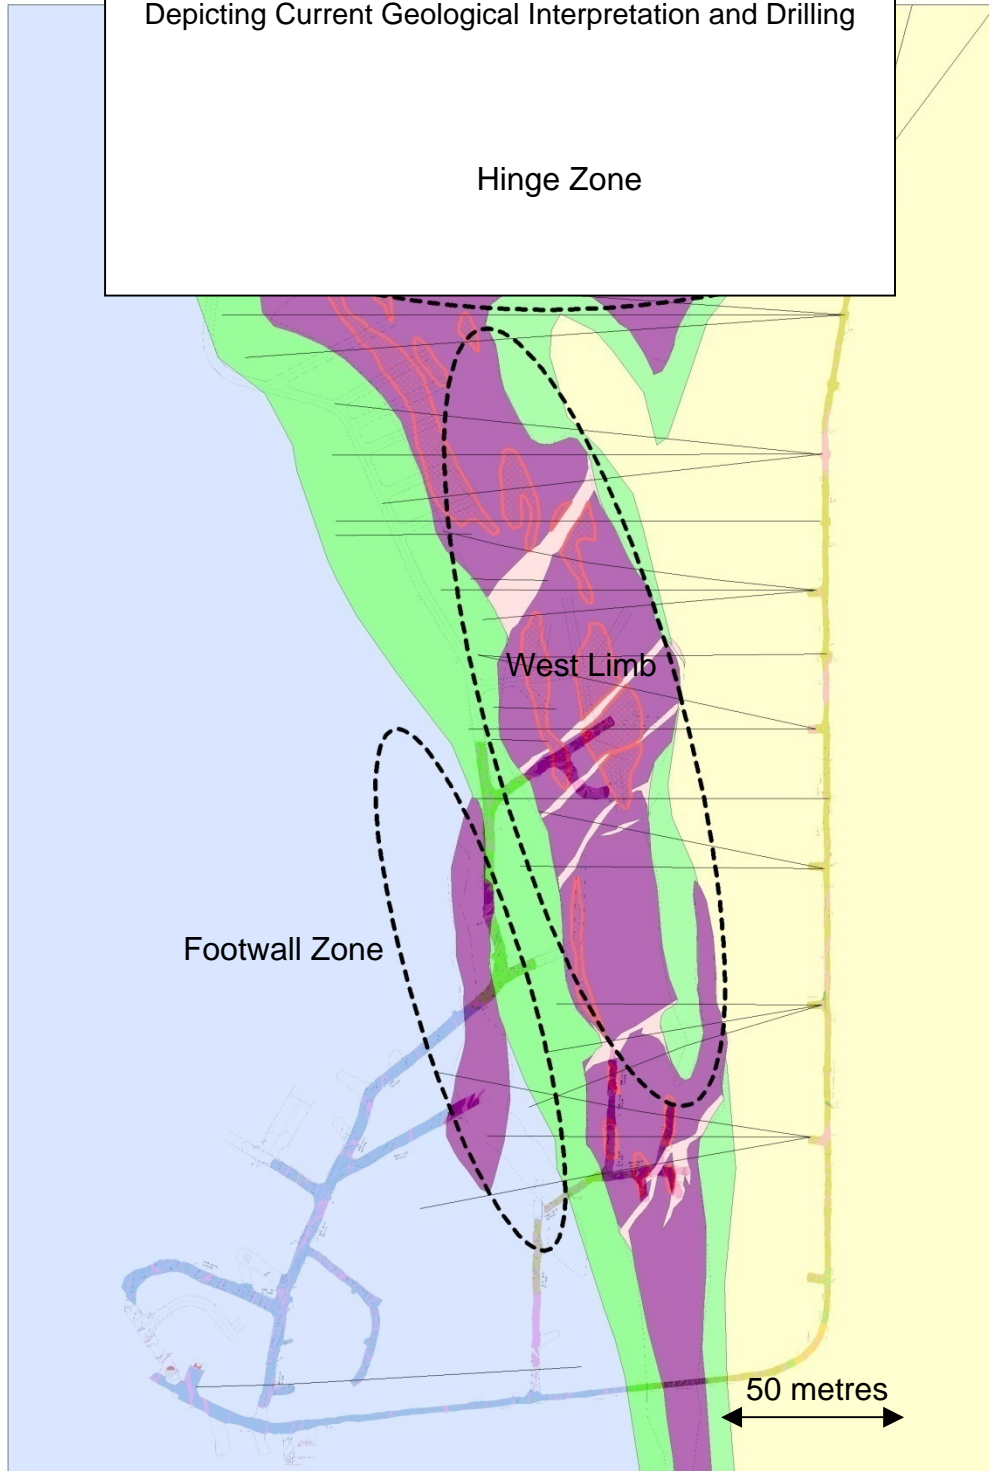 Depicting Current Geological Interpretation and Drilling
Hinge Zone
West Limb
Footwall Zone
50 metres